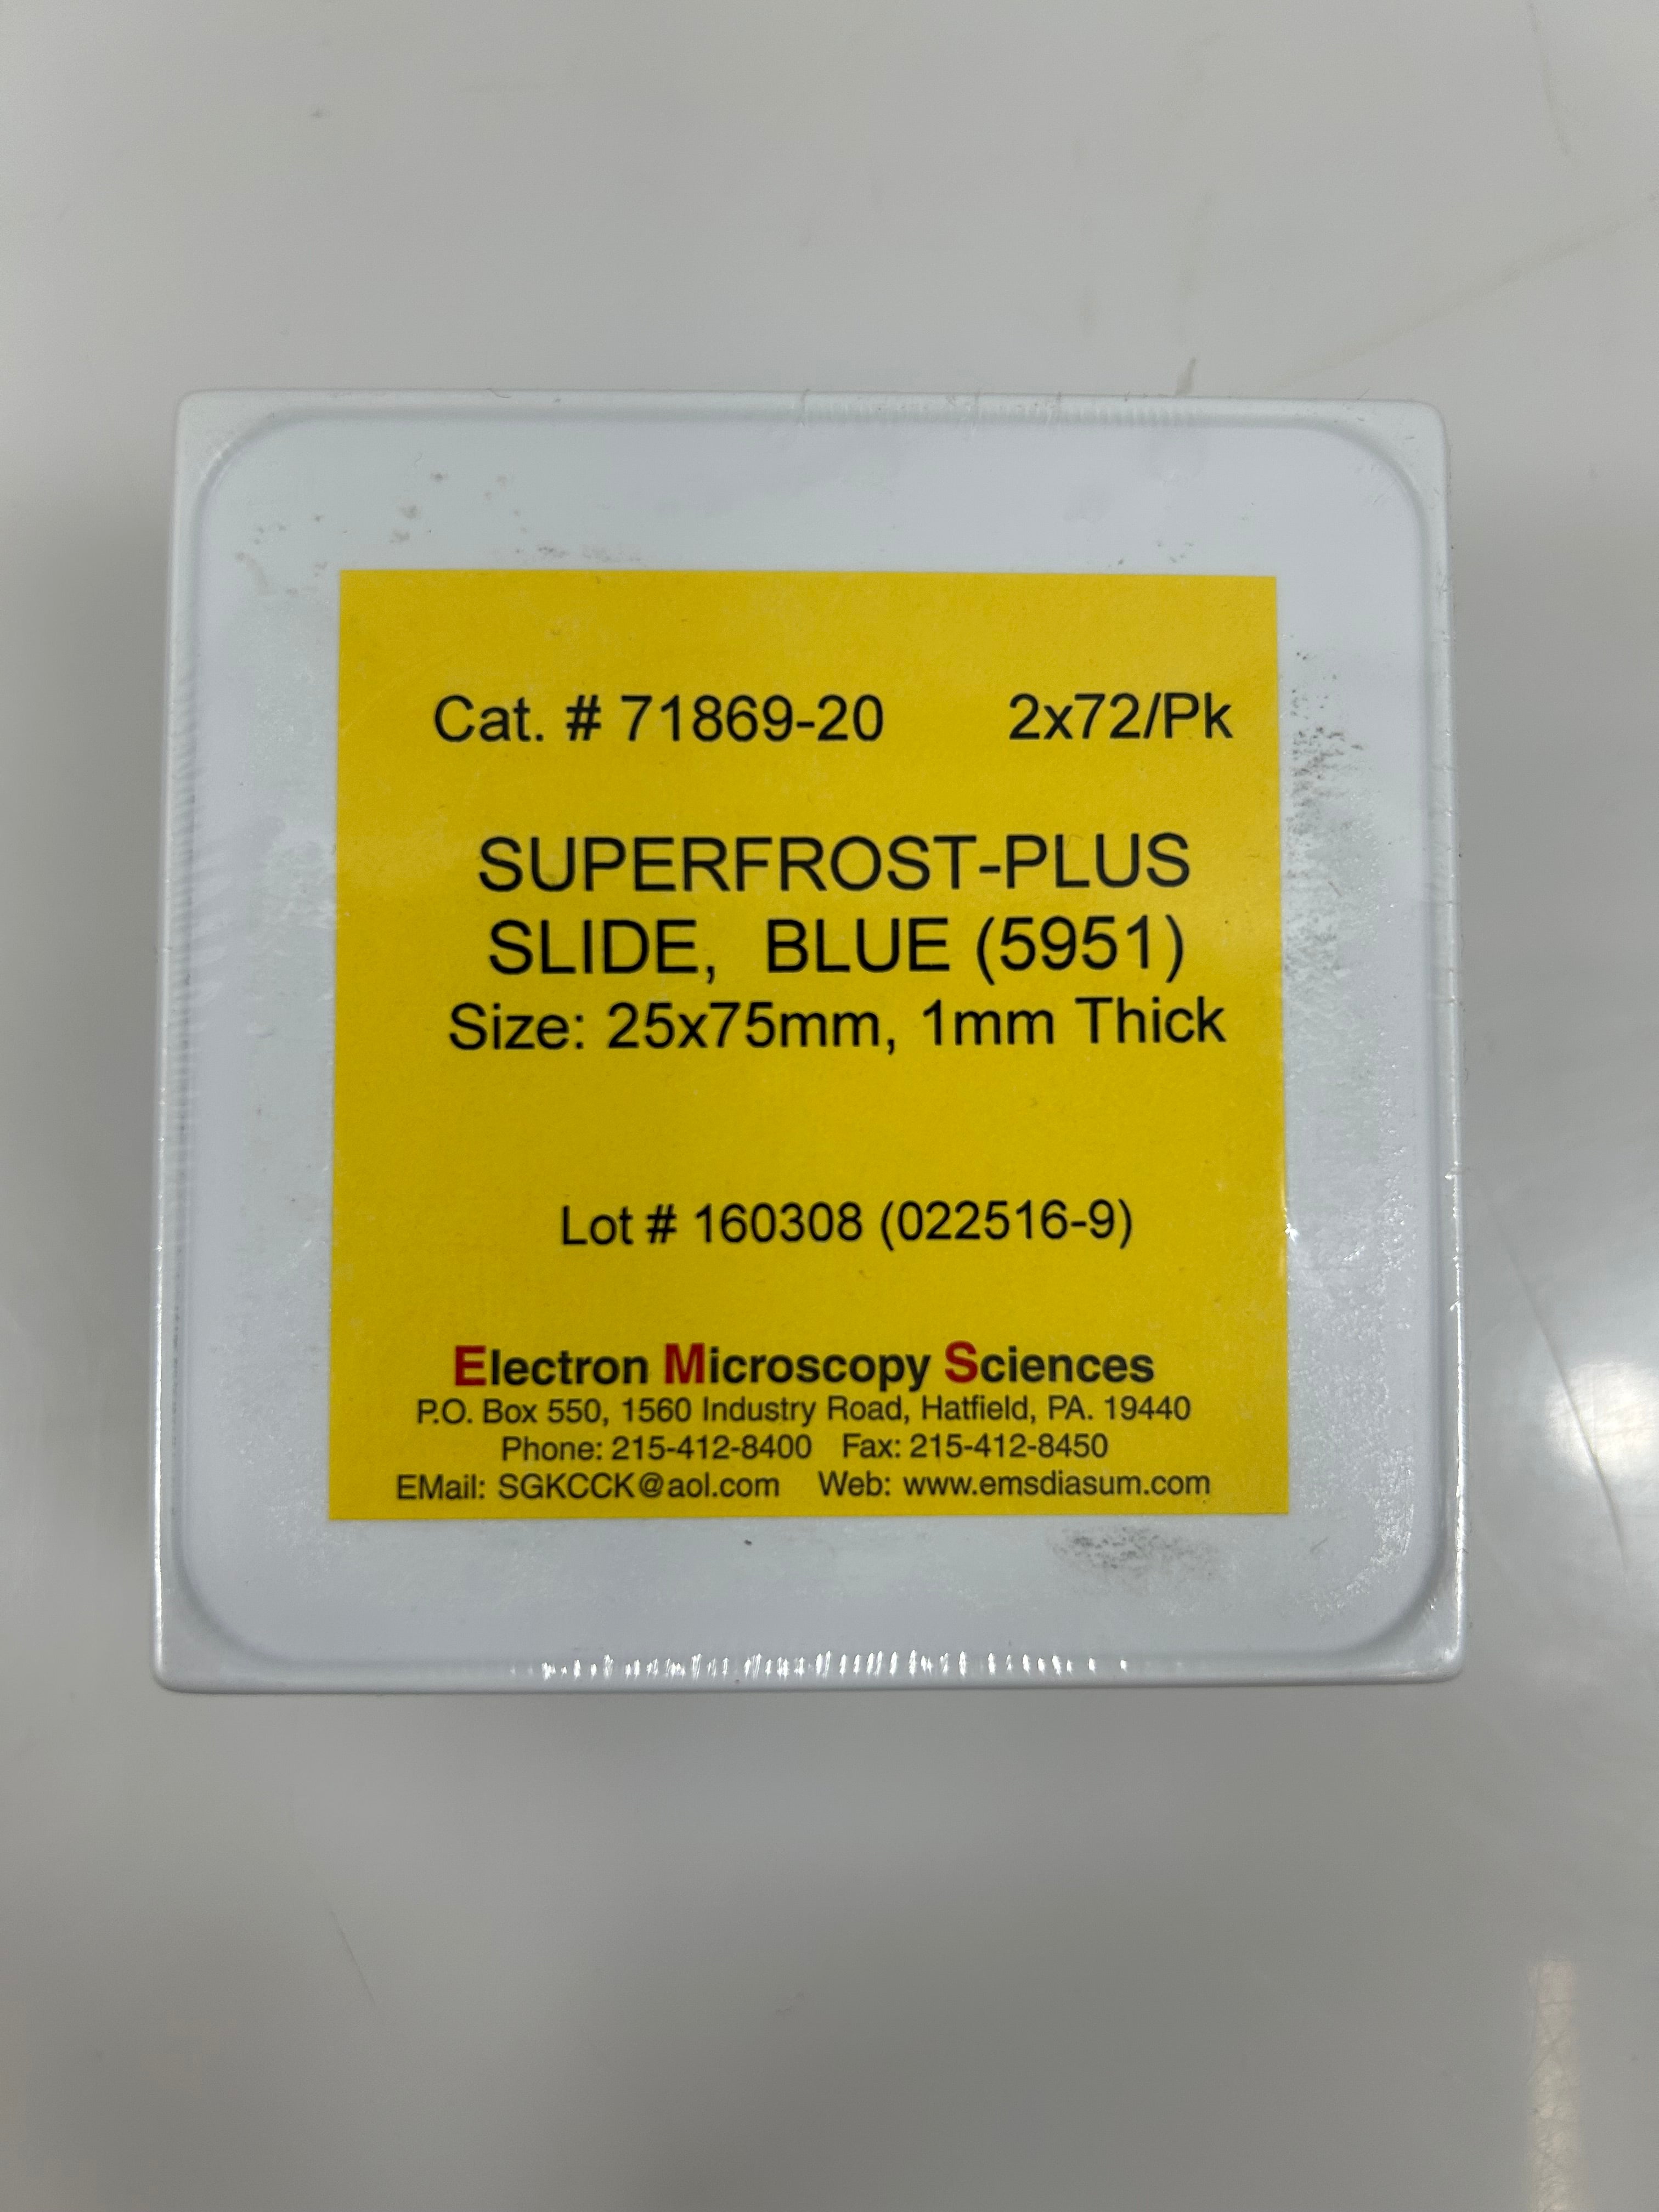 Cat. # 71869-20 2x72/Pk
SUPERFROST-PLUS
SLIDE, BLUE (5951)
Size: 25x75mm, 1mm Thick
Lot # 160308 (022516-9)
Electron Microscopy Sciences
P.O. Box 550, 1560 Industry Road, Hatfield, PA. 19440
Phone: 215-412-8400 Fax: 215-412-8450
EMail: SGKCCK@aol.com Web: www.emsdiasum.com